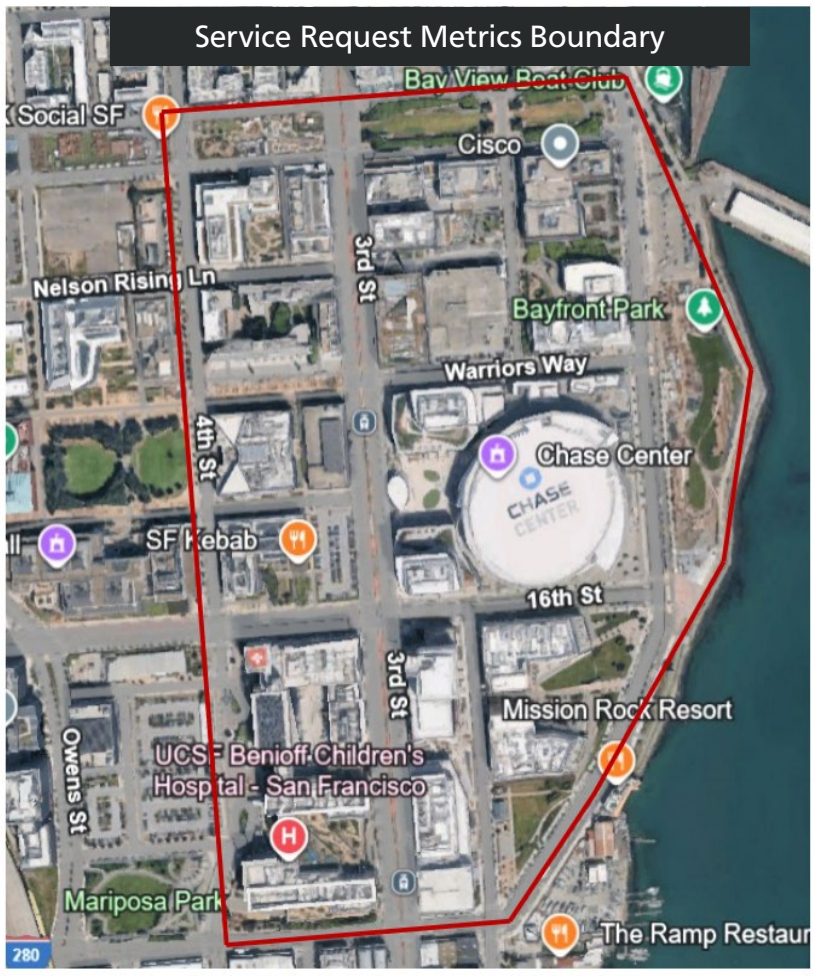 Service Request Metrics Boundary
Bay View Boat Club
K Social SF
Cisco
3rd St
Nelson Rising Ln
Bayfront Park
Warriors Way
4th St
Chase Center
CHASE
CENTER
SF Kebab
16th St
3rd St
Mission Rock Resort
Owens St
UCSF Benioff Children's
Hospital - San Francisco
H
Mariposa Park
The Ramp Restaur
280